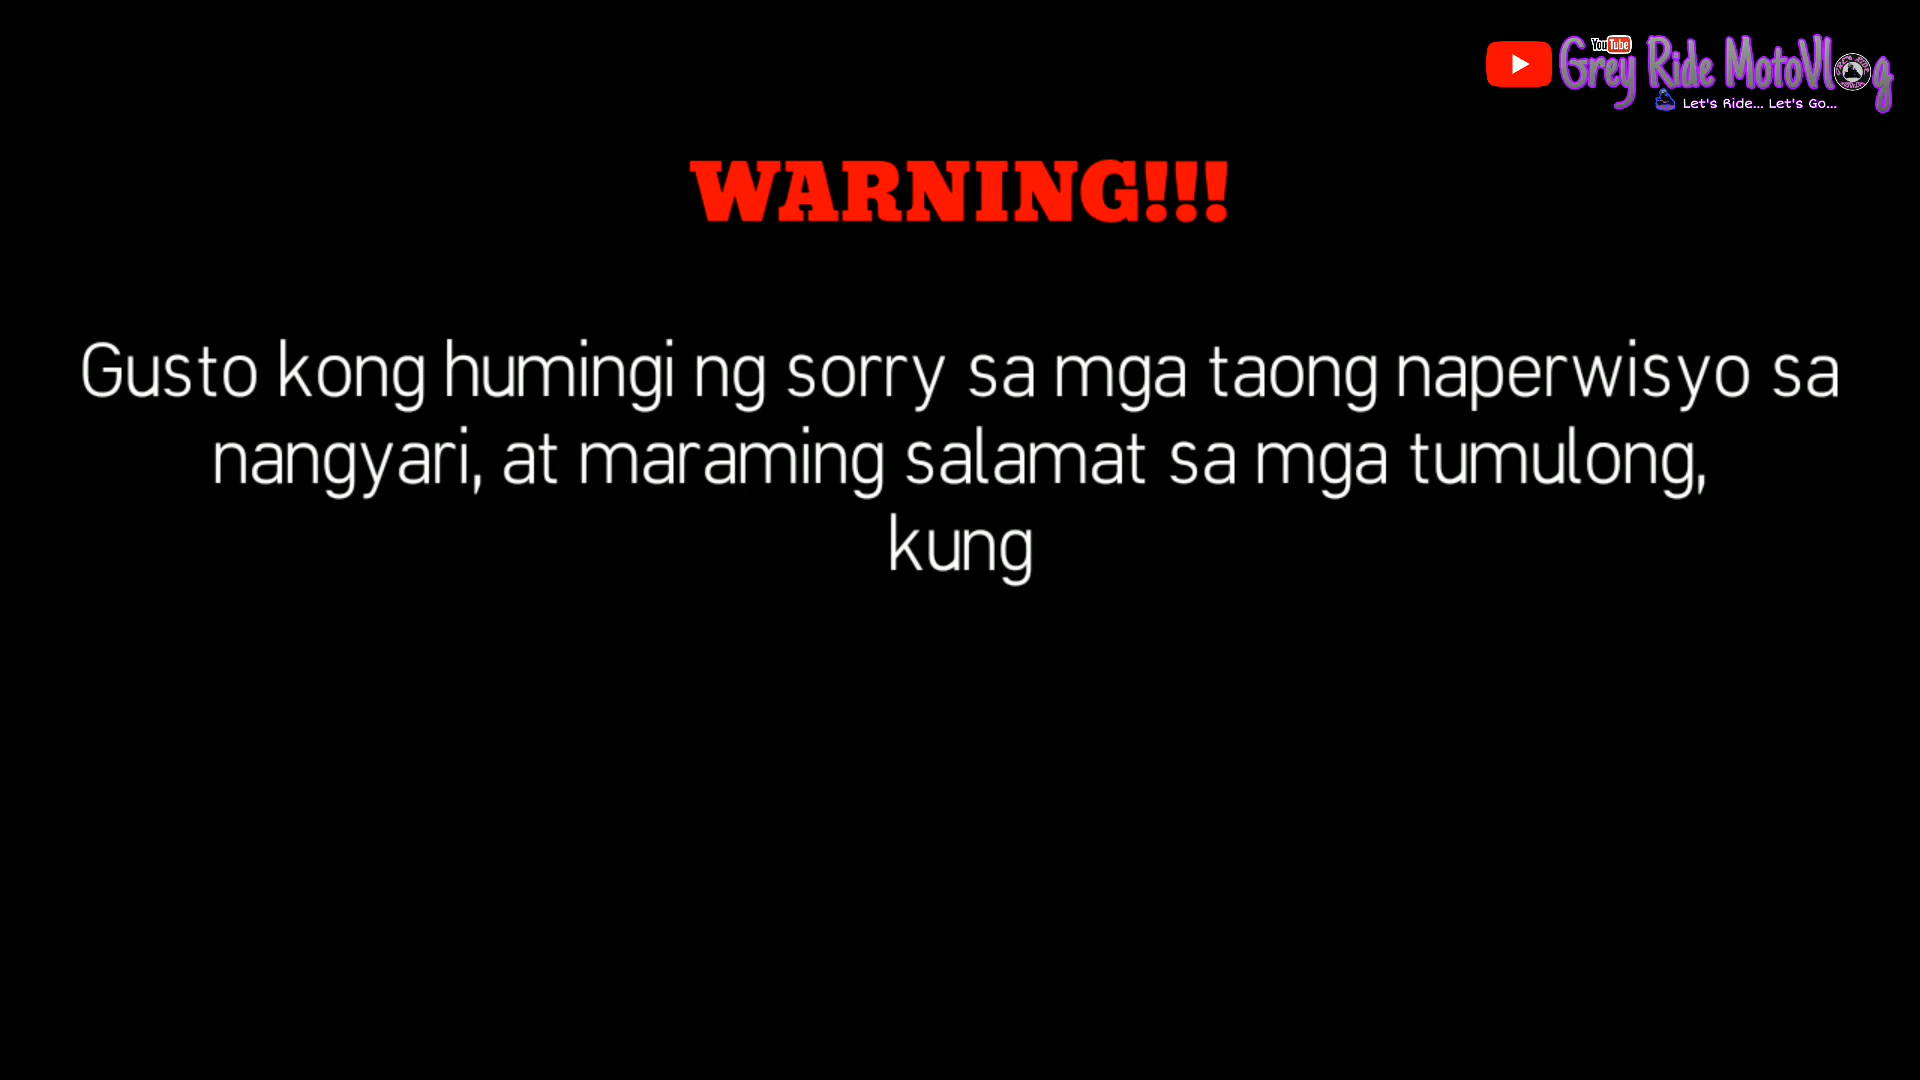 YouTube
Grey Ride MotoVlog
Let's Ride... Let's Go...
WARNING!!!
Gusto kong humingi ng sorry sa mga taong naperwisyo sa
nangyari, at maraming salamat sa mga tumulong,
kung